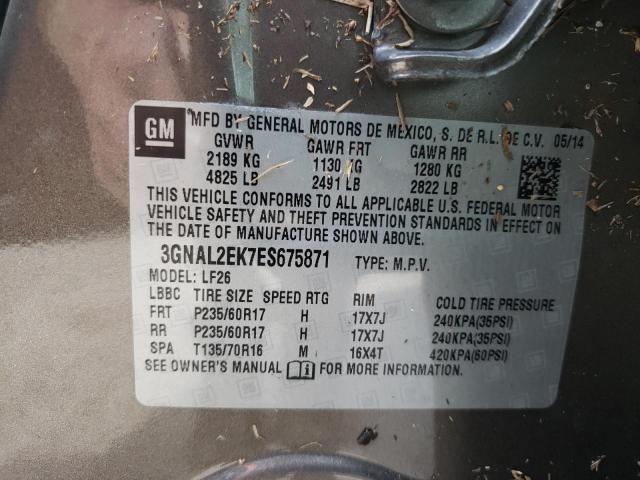 GM
MFD BY GENERAL MOTORS DE MEXICO, S. DE R.L. DE C.V. 05/14
GVWR GAWR FRT GAWR RR
2189 KG 1130 KG 1280 KG
4825 LB 2491 LB 2822 LB
THIS VEHICLE CONFORMS TO ALL APPLICABLE U.S. FEDERAL MOTOR
VEHICLE SAFETY AND THEFT PREVENTION STANDARDS IN EFFECT ON
THE DATE OF MANUFACTURE SHOWN ABOVE.
3GNAL2EK7ES675871 TYPE: M.P.V.
MODEL: LF26
LBBC TIRE SIZE SPEED RTG RIM COLD TIRE PRESSURE
FRT P235/60R17 H 17X7J 240KPA(35PSI)
RR P235/60R17 H 17X7J 240KPA(35PSI)
SPA T135/70R16 M 16X4T 420KPA(60PSI)
SEE OWNER'S MANUAL FOR MORE INFORMATION.